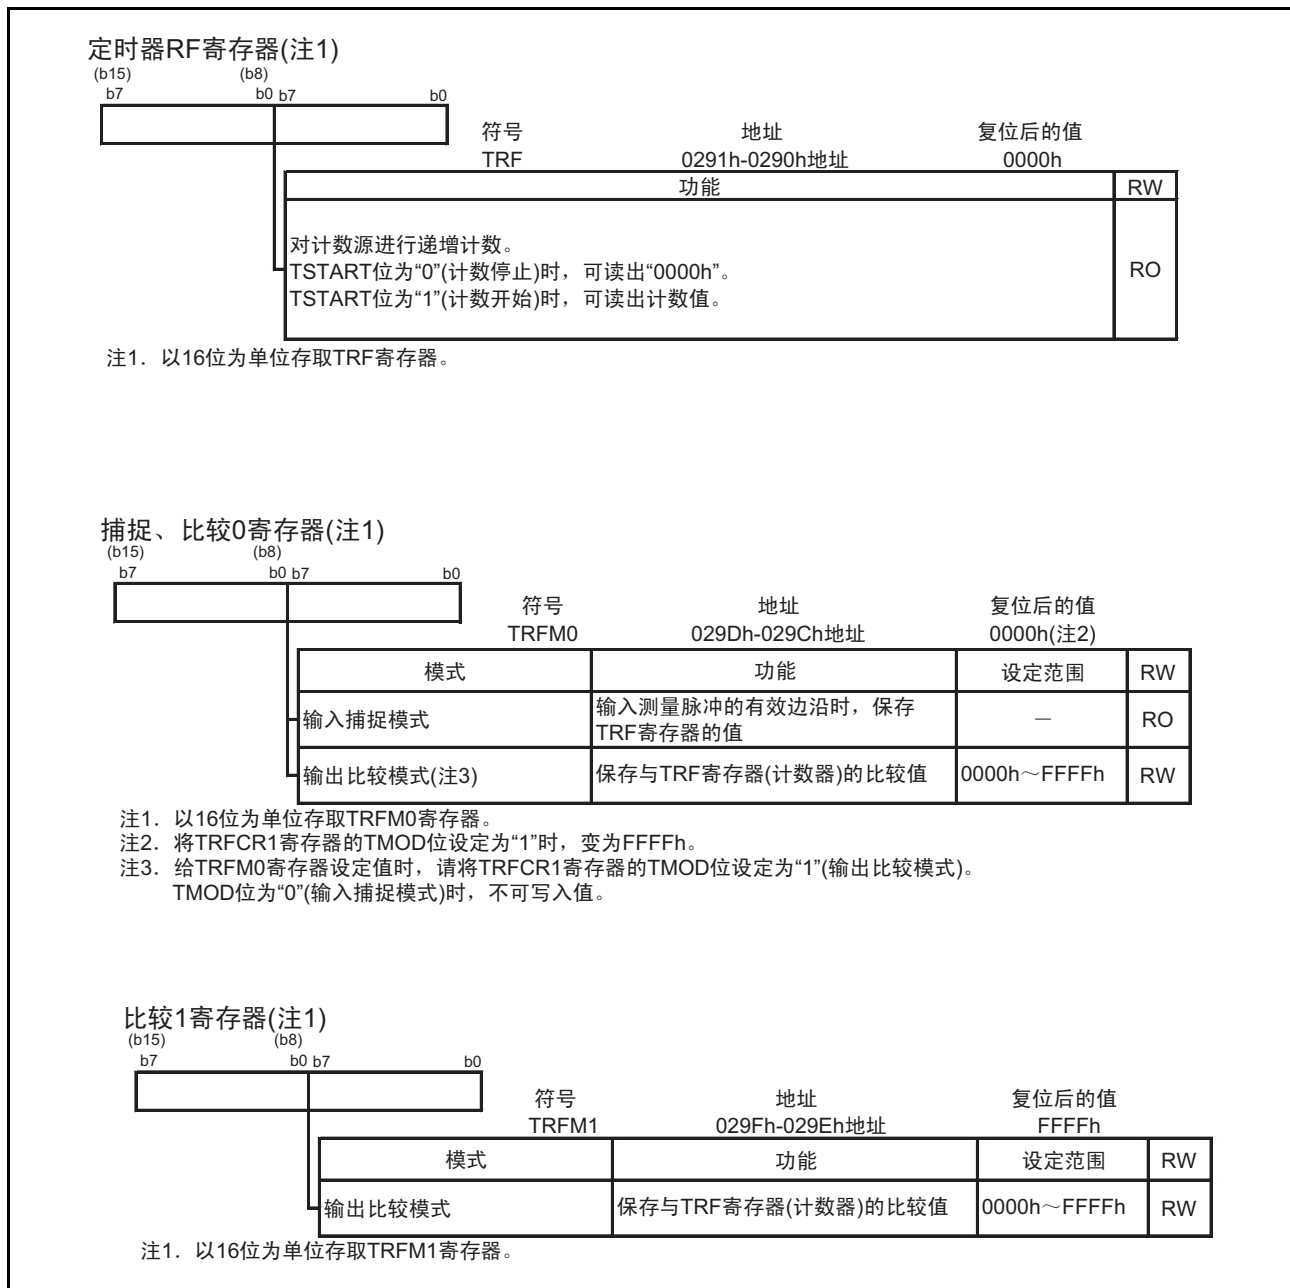 定时器RF寄存器(注1)
(b15) (b8)
b7 b0 b7 b0
符号 地址 复位后的值
TRF 0291h-0290h地址 0000h
功能 RW
对计数源进行递增计数。
TSTART位为“0”(计数停止)时，可读出“0000h”。
TSTART位为“1”(计数开始)时，可读出计数值。
RO
注1．以16位为单位存取TRF寄存器。
捕捉、比较0寄存器(注1)
(b15) (b8)
b7 b0 b7 b0
符号 地址 复位后的值
TRFM0 029Dh-029Ch地址 0000h(注2)
模式 功能 设定范围 RW
输入捕捉模式 输入测量脉冲的有效边沿时，保存 — RO
TRF寄存器的值
输出比较模式(注3) 保存与TRF寄存器(计数器)的比较值 0000h～FFFFh RW
注1．以16位为单位存取TRFM0寄存器。
注2．将TRFCR1寄存器的TMOD位设定为“1”时，变为FFFFh。
注3．给TRFM0寄存器设定值时，请将TRFCR1寄存器的TMOD位设定为“1”(输出比较模式)。
TMOD位为“0”(输入捕捉模式)时，不可写入值。
比较1寄存器(注1)
(b15) (b8)
b7 b0 b7 b0
符号 地址 复位后的值
TRFM1 029Fh-029Eh地址 FFFFh
模式 功能 设定范围 RW
输出比较模式 保存与TRF寄存器(计数器)的比较值 0000h～FFFFh RW
注1．以16位为单位存取TRFM1寄存器。